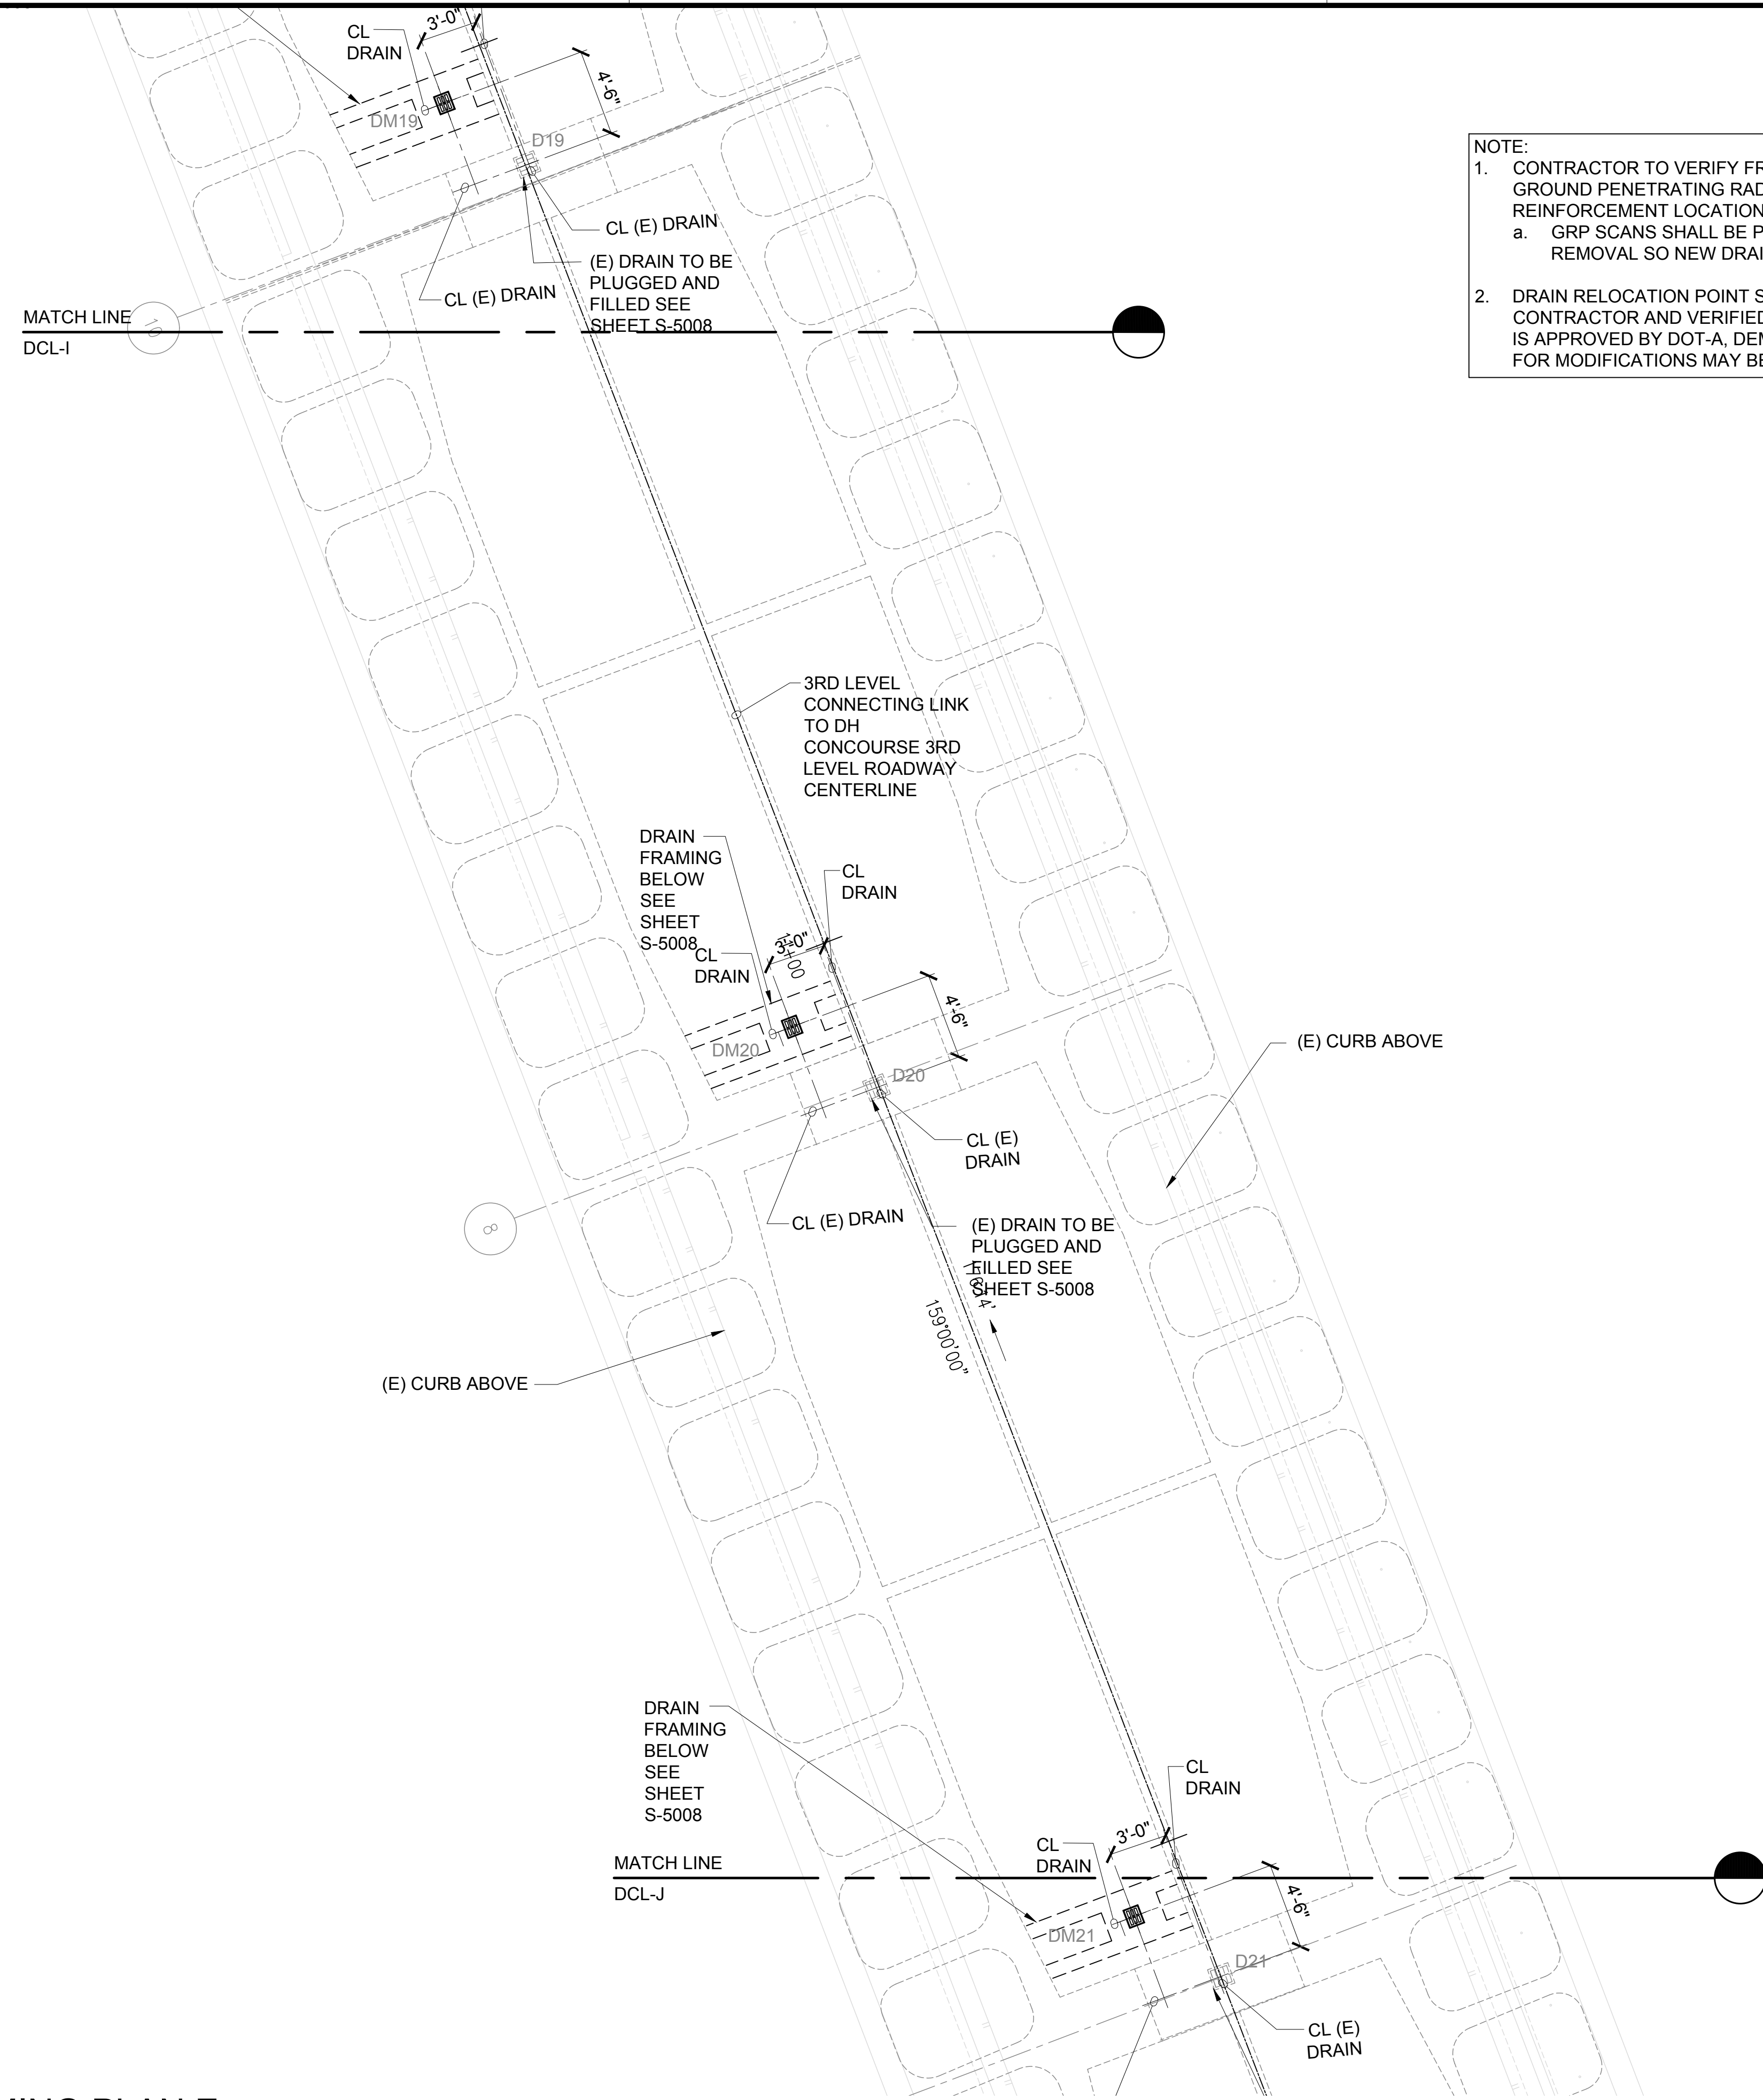 CL
DRAIN
3'-0"
4'-6"
DM19
D19
CL (E) DRAIN
(E) DRAIN TO BE
PLUGGED AND
FILLED SEE
SHEET S-5008
CL (E) DRAIN
MATCH LINE
DCL-I
10
NOTE:
1. CONTRACTOR TO VERIFY
GROUND PENETRATING
REINFORCEMENT
a. GRP SCANS SHALL BE
REMOVAL SO NEW
2. DRAIN RELOCATION POINT
CONTRACTOR AND VERIFIED
IS APPROVED BY DOT-A,
FOR MODIFICATIONS MAY
3RD LEVEL
CONNECTING LINK
TO DH
CONCOURSE 3RD
LEVEL ROADWAY
CENTERLINE
DRAIN
FRAMING
BELOW
SEE
SHEET
S-5008
CL
DRAIN
CL
DRAIN
3'-0"
4'-6"
DM20
D20
CL (E)
DRAIN
CL (E) DRAIN
8
(E) CURB ABOVE
(E) DRAIN TO BE
PLUGGED AND
FILLED SEE
SHEET S-5008
159°00'00"
(E) CURB ABOVE
DRAIN
FRAMING
BELOW
SEE
SHEET
S-5008
CL
DRAIN
CL
DRAIN
3'-0"
4'-6"
MATCH LINE
DCL-J
DM21
D21
CL (E)
DRAIN